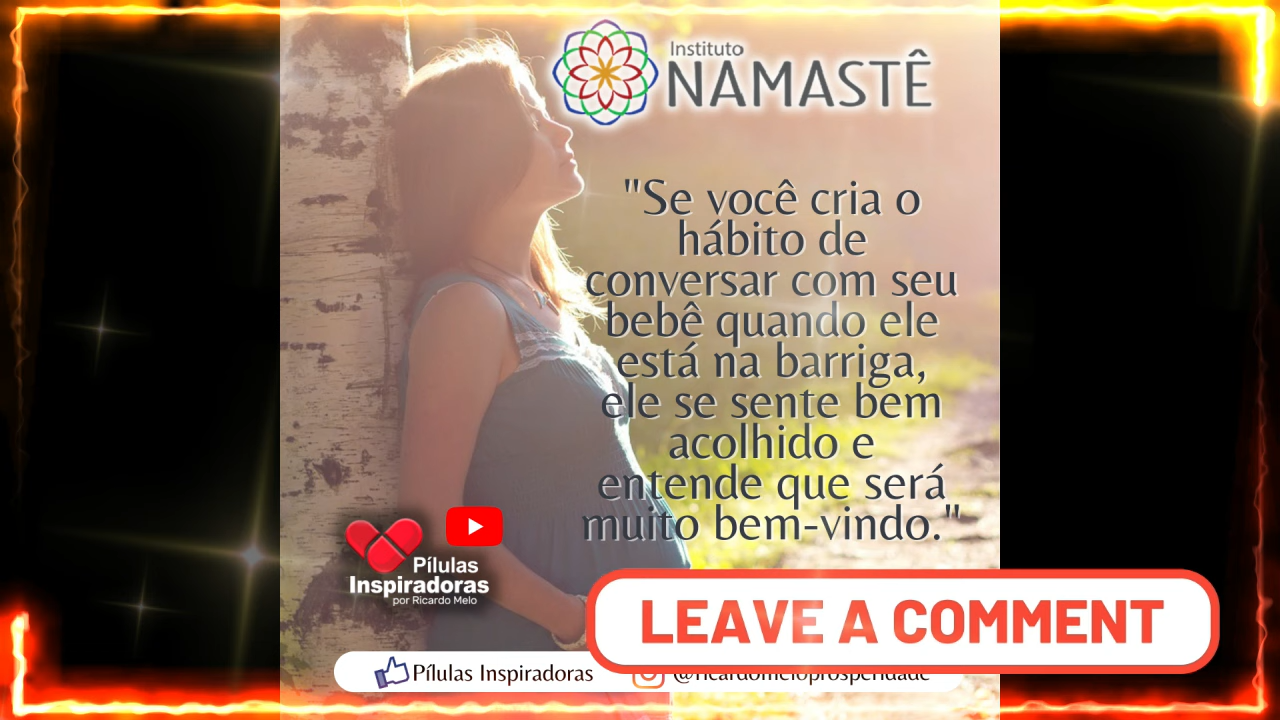 Instituto
NAMASTÊ
"Se você cria o
hábito de
conversar com seu
bebê quando ele
está na barriga,
ele se sente bem
acolhido e
entende que será
muito bem-vindo."
Pílulas
Inspiradoras
por Ricardo Melo
LEAVE A COMMENT
Pílulas Inspiradoras
@ricardomeloprosperidade